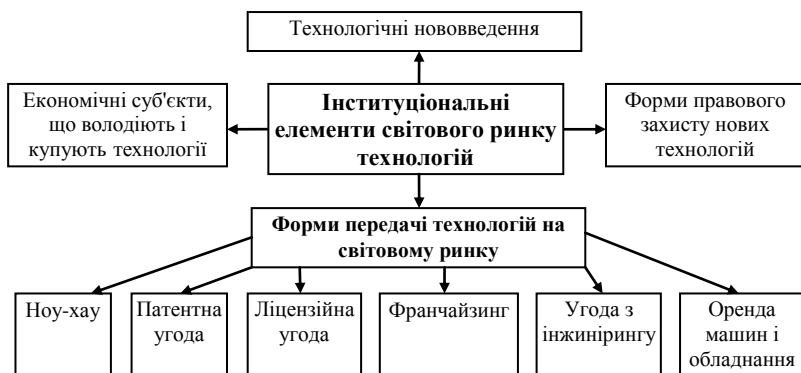 Технологічні нововведення
Економічні суб'єкти,
що володіють і
купують технології
Інституціональні
елементи світового ринку
технологій
Форми правового
захисту нових
технологій
Форми передачі технологій на
світовому ринку
Ноу-хау
Патентна
угода
Ліцензійна
угода
Франчайзинг
Угода з
інжинірингу
Оренда
машин і
обладнання